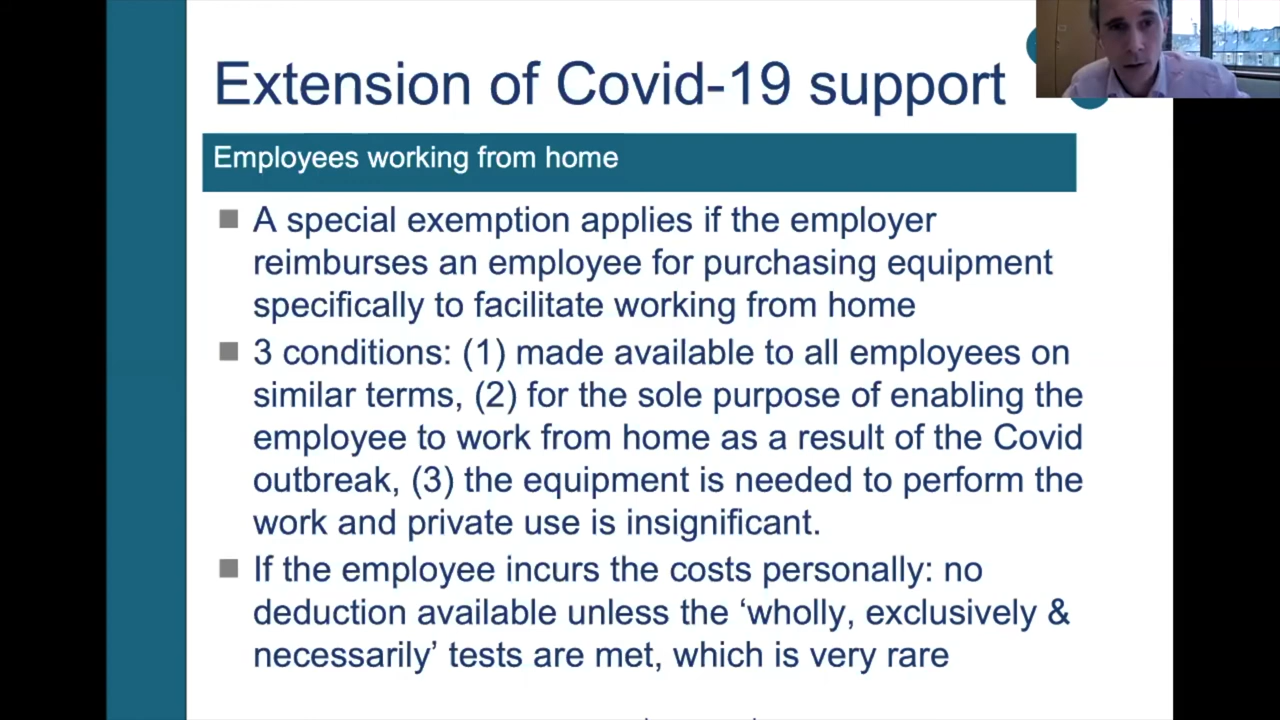 Extension of Covid-19 support
Employees working from home
A special exemption applies if the employer
reimburses an employee for purchasing equipment
specifically to facilitate working from home
3 conditions: (1) made available to all employees on
similar terms, (2) for the sole purpose of enabling the
employee to work from home as a result of the Covid
outbreak, (3) the equipment is needed to perform the
work and private use is insignificant.
If the employee incurs the costs personally: no
deduction available unless the ‘wholly, exclusively &
necessarily’ tests are met, which is very rare